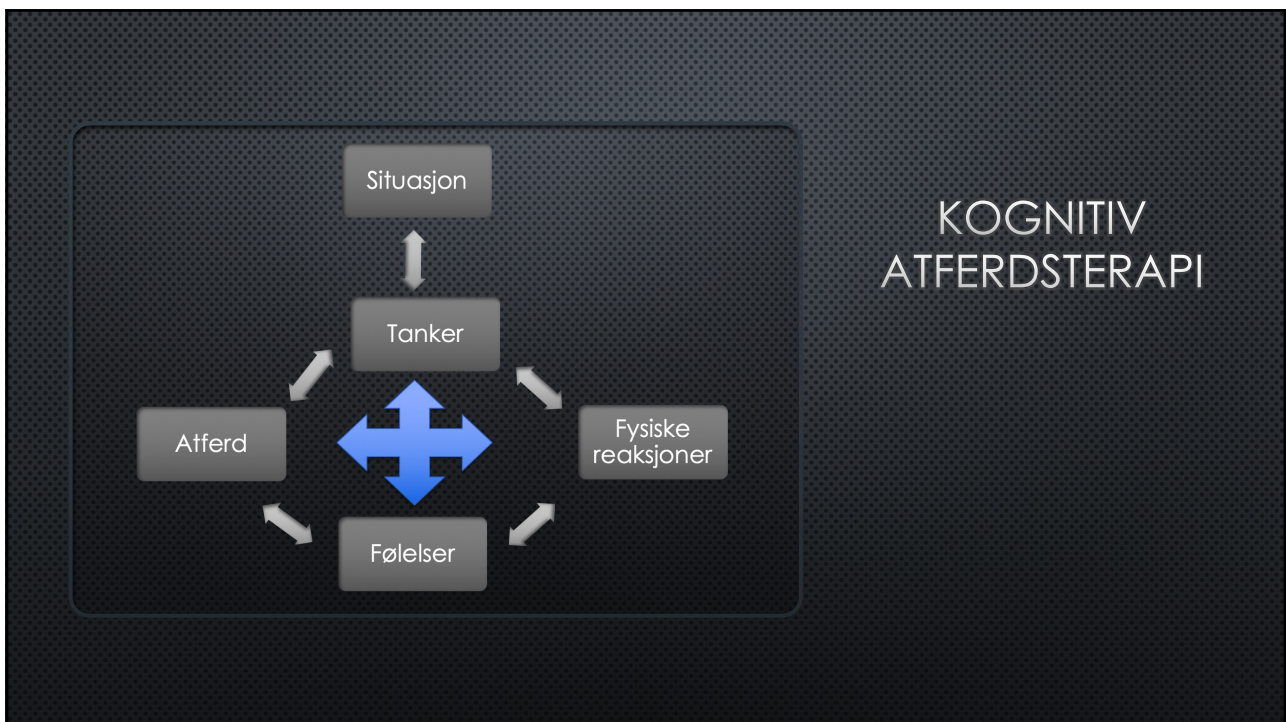 Situasjon
Tanker
Atferd
Fysiske
reaksjoner
Følelser
KOGNITIV
ATFERDSTERAPI